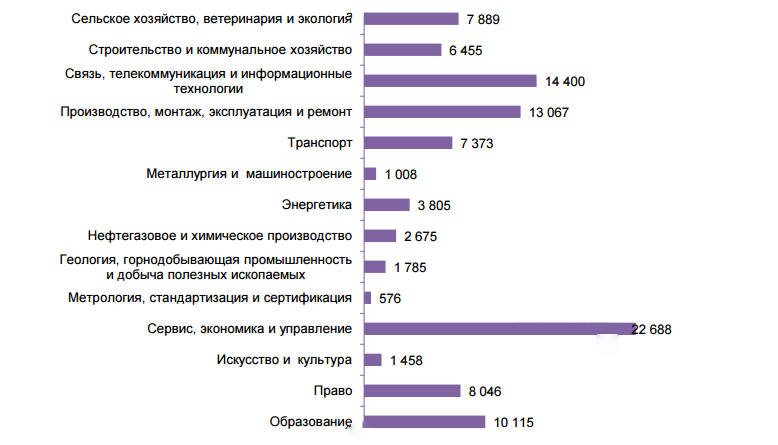 Сельское хозяйство, ветеринария и экология 7 889
Строительство и коммунальное хозяйство 6 455
Связь, телекоммуникация и информационные
технологии 14 400
Производство, монтаж, эксплуатация и ремонт 13 067
Транспорт 7 373
Металлургия и машиностроение 1 008
Энергетика 3 805
Нефтегазовое и химическое производство 2 675
Геология, горнодобывающая промышленность
и добыча полезных ископаемых 1 785
Метрология, стандартизация и сертификация 576
Сервис, экономика и управление 22 688
Искусство и культура 1 458
Право 8 046
Образование 10 115